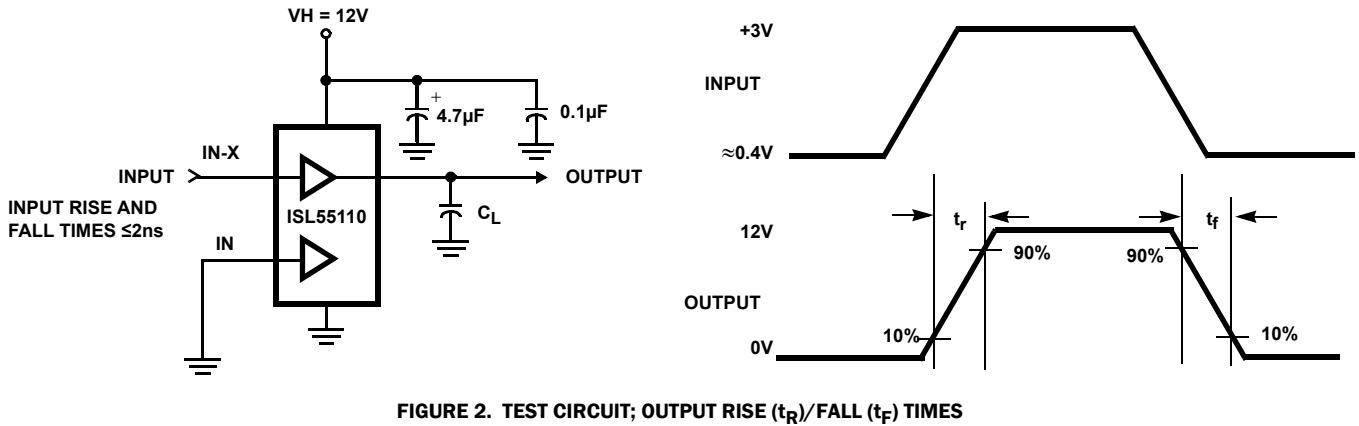 VH = 12V
+
4.7µF
0.1µF
IN-X
INPUT
OUTPUT
INPUT RISE AND
FALL TIMES ≤2ns
ISL55110
CL
IN
+3V
INPUT
≈0.4V
tr
tf
12V
90%
90%
OUTPUT
10%
10%
0V
FIGURE 2. TEST CIRCUIT; OUTPUT RISE (tR)/FALL (tF) TIMES